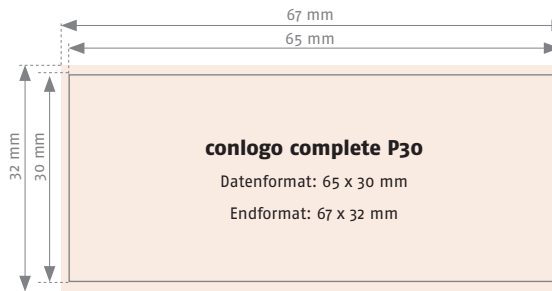 67 mm
65 mm
32 mm
30 mm
conlogo complete P30
Datenformat: 65 x 30 mm
Endformat: 67 x 32 mm